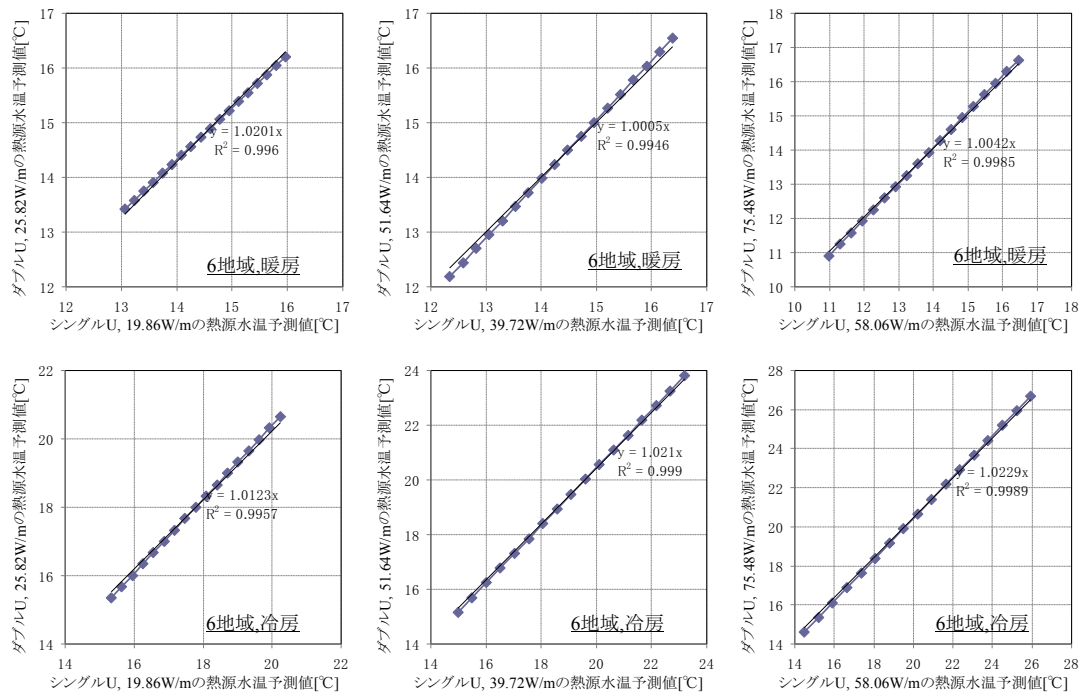 17
16
15
14
13
12
12 13 14 15 16 17
ダブルU, 25.82W/mの熱源水温予測値[℃]
シングルU, 19.86W/mの熱源水温予測値[℃]
y = 1.0201x
R² = 0.996
6地域,暖房
17
16
15
14
13
12
12 13 14 15 16 17
ダブルU, 51.64W/mの熱源水温予測値[℃]
シングルU, 39.72W/mの熱源水温予測値[℃]
y = 1.0005x
R² = 0.9946
6地域,暖房
18
17
16
15
14
13
12
11
10
10 11 12 13 14 15 16 17 18
ダブルU, 75.48W/mの熱源水温予測値[℃]
シングルU, 58.06W/mの熱源水温予測値[℃]
y = 1.0042x
R² = 0.9985
6地域,暖房
22
20
18
16
14
14 16 18 20 22
ダブルU, 25.82W/mの熱源水温予測値[℃]
シングルU, 19.86W/mの熱源水温予測値[℃]
y = 1.0123x
R² = 0.9957
6地域,冷房
24
22
20
18
16
14
14 16 18 20 22 24
ダブルU, 51.64W/mの熱源水温予測値[℃]
シングルU, 39.72W/mの熱源水温予測値[℃]
y = 1.021x
R² = 0.999
6地域,冷房
28
26
24
22
20
18
16
14
14 16 18 20 22 24 26 28
ダブルU, 75.48W/mの熱源水温予測値[℃]
シングルU, 58.06W/mの熱源水温予測値[℃]
y = 1.0229x
R² = 0.9989
6地域,冷房